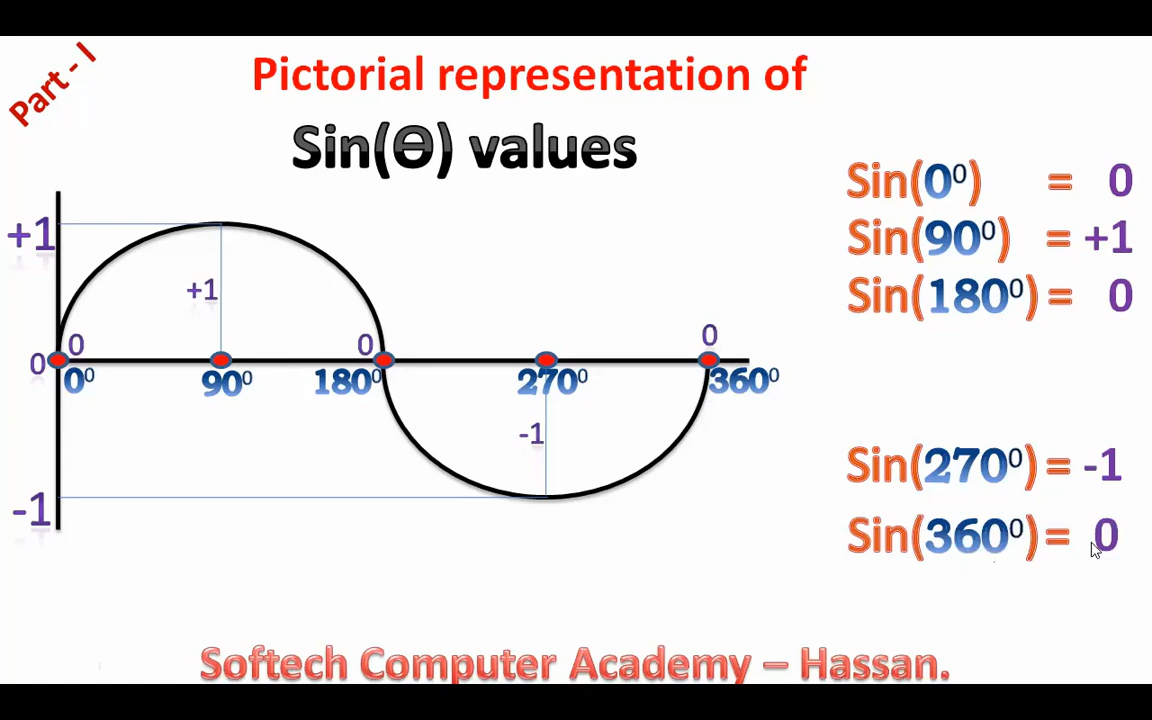 Part - I
Pictorial representation of
Sin(Ө) values
Sin(0⁰) = 0
Sin(90⁰) = +1
Sin(180⁰) = 0
+1
+1
0
0
0
0
0⁰
90⁰
180⁰
270⁰
360⁰
-1
-1
Sin(270⁰) = -1
Sin(360⁰) = 0
Softech Computer Academy – Hassan.